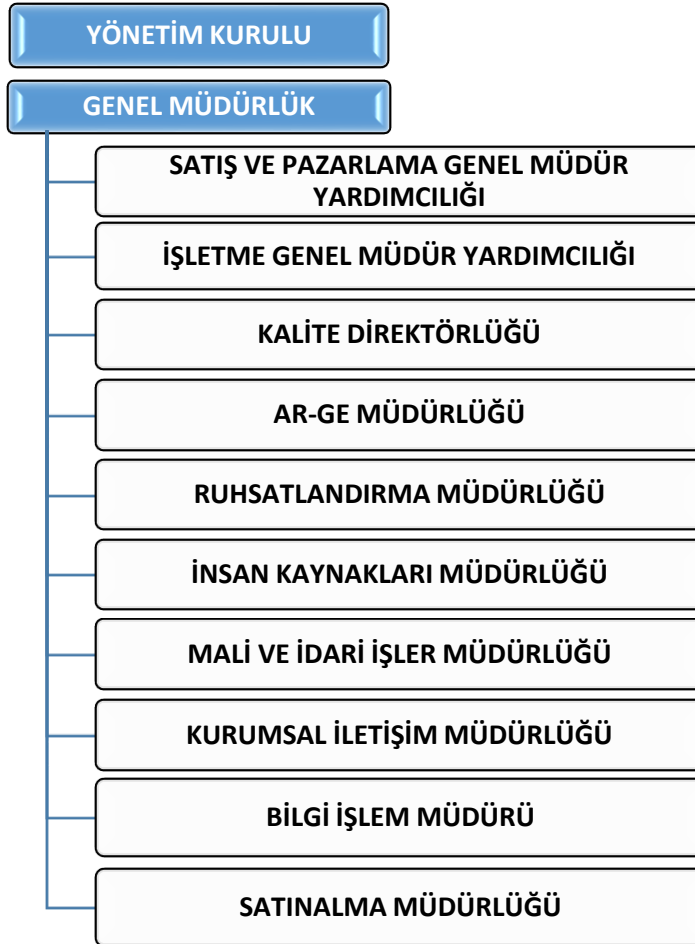 YÖNETİM KURULU
GENEL MÜDÜRLÜK
SATIŞ VE PAZARLAMA GENEL MÜDÜR
YARDIMCILIĞI
İŞLETME GENEL MÜDÜR YARDIMCILIĞI
KALİTE DİREKTÖRLÜĞÜ
AR-GE MÜDÜRLÜĞÜ
RUHSATLANDIRMA MÜDÜRLÜĞÜ
İNSAN KAYNAKLARI MÜDÜRLÜĞÜ
MALİ VE İDARİ İŞLER MÜDÜRLÜĞÜ
KURUMSAL İLETİŞİM MÜDÜRLÜĞÜ
BİLGİ İŞLEM MÜDÜRÜ
SATINALMA MÜDÜRLÜĞÜ